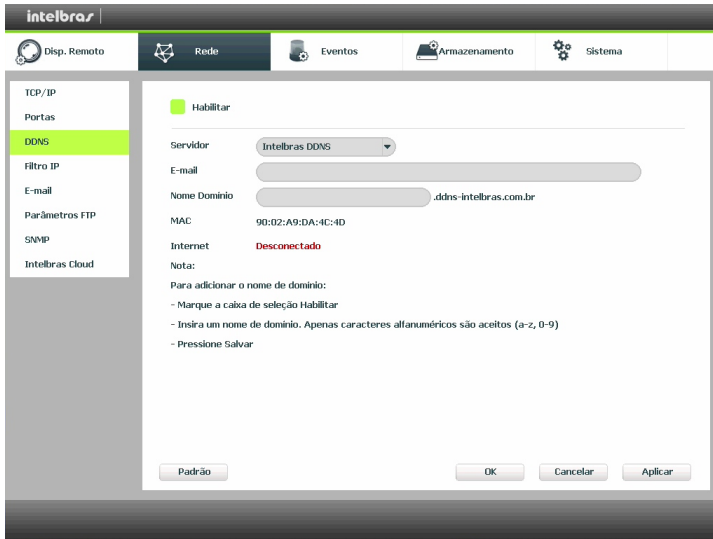 intelbras
Disp. Remoto
Rede
Eventos
Armazenamento
Sistema
TCP/IP
Portas
DDNS
Filtro IP
E-mail
Parâmetros FTP
SNMP
Intelbras Cloud
Habilitar
Servidor Intelbras DDNS
E-mail
Nome Dominio .ddns-intelbras.com.br
MAC 90:02:A9:DA:4C:4D
Internet Desconectado
Nota:
Para adicionar o nome de dominio:
- Marque a caixa de seleção Habilitar
- Insira um nome de dominio. Apenas caracteres alfanuméricos são aceitos (a-z, 0-9)
- Pressione Salvar
Padrão OK Cancelar Aplicar